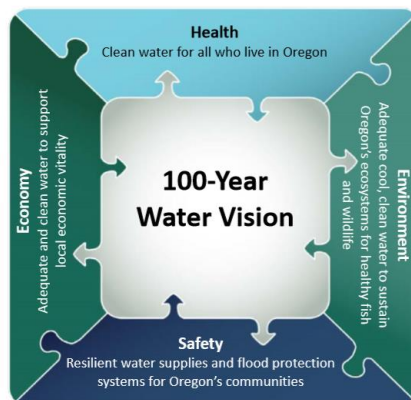 Health
Clean water for all who live in Oregon
Economy
Adequate and clean water to support
local economic vitality
100-Year
Water Vision
Environment
Adequate cool, clean water to sustain
Oregon's ecosystems for healthy fish
and wildlife
Safety
Resilient water supplies and flood protection
systems for Oregon's communities